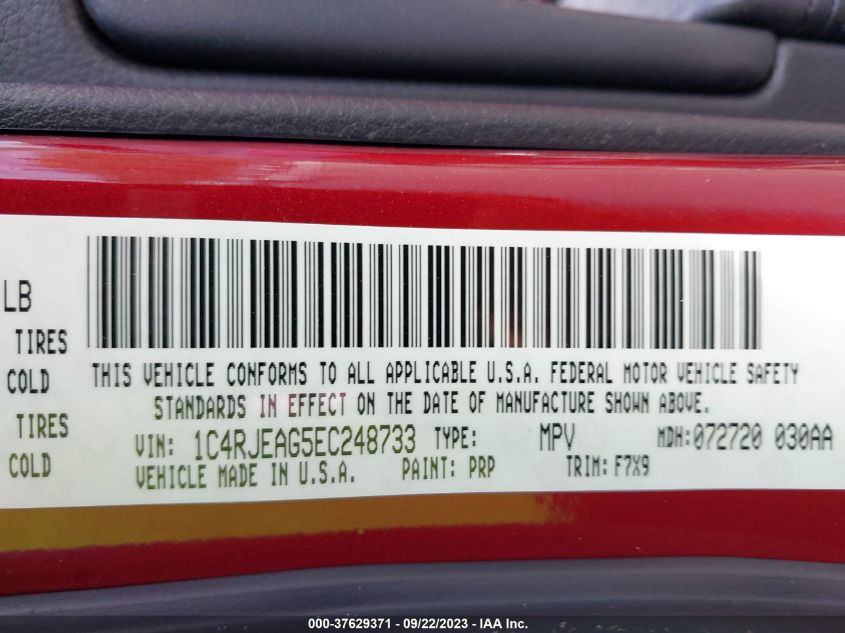 LB
TIRES
COLD
TIRES
COLD
THIS VEHICLE CONFORMS TO ALL APPLICABLE U.S.A. FEDERAL MOTOR VEHICLE SAFETY
STANDARDS IN EFFECT ON THE DATE OF MANUFACTURE SHOWN ABOVE.
VIN: 1C4RJEAG5EC248733 TYPE: MPV MDH:072720 030AA
VEHICLE MADE IN U.S.A. PAINT: PRP TRIM: F7X9
000-37629371 - 09/22/2023 - IAA Inc.